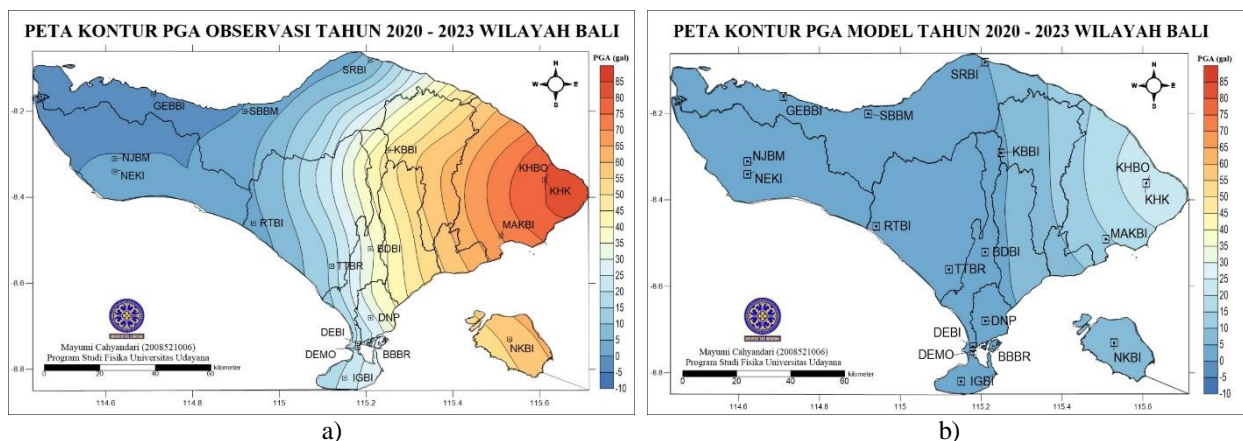 PETA KONTUR PGA OBSERVASI TAHUN 2020 - 2023 WILAYAH BALI
PGA (gal)
N
W E
S
SRBI
GEBBI
SBBM
KBBI
NJBM
NEKI
KHBO
KHK
RTBI
MAKBI
BDBI
TTBR
DNP
DEBI
DEMO
BBBR
NKBI
IGBI
-8.2
-8.4
-8.6
-8.8
114.6
114.8
115
115.2
115.4
115.6
85
80
75
70
65
60
55
50
45
40
35
30
25
20
15
10
5
0
-5
-10
Mayumi Cahyandari (2008521006)
Program Studi Fisika Universitas Udayana
kilometer
0 20 40 60
a)
PETA KONTUR PGA MODEL TAHUN 2020 - 2023 WILAYAH BALI
PGA (gal)
N
W E
S
SRBI
GEBBI
SBBM
KBBI
NJBM
NEKI
KHBO
KHK
RTBI
MAKBI
BDBI
TTBR
DNP
DEBI
DEMO
BBBR
NKBI
IGBI
-8.2
-8.4
-8.6
-8.8
114.6
114.8
115
115.2
115.4
115.6
85
80
75
70
65
60
55
50
45
40
35
30
25
20
15
10
5
0
-5
-10
Mayumi Cahyandari (2008521006)
Program Studi Fisika Universitas Udayana
kilometer
0 20 40 60
b)